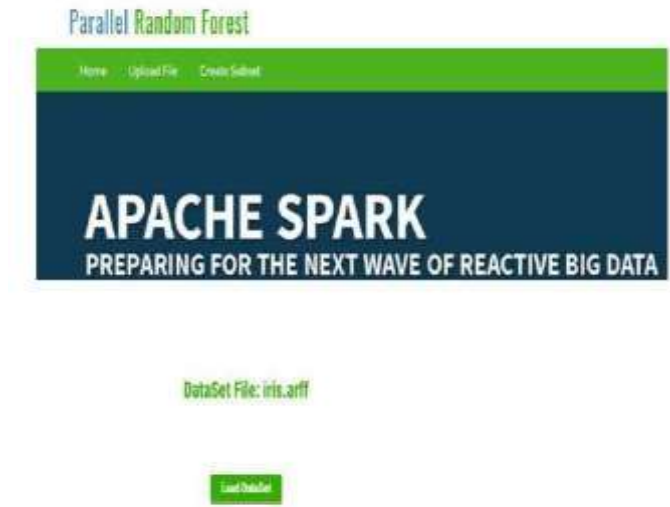 Parallel Random Forest
Home Upload File Create Subset
APACHE SPARK
PREPARING FOR THE NEXT WAVE OF REACTIVE BIG DATA
DataSet File: iris.arff
Load DataSet